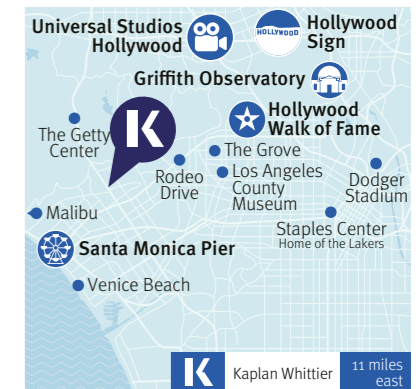 Universal Studios
Hollywood
HOLLYWOOD
Hollywood
Sign
Griffith Observatory
Hollywood
Walk of Fame
The Getty
Center
K
The Grove
Rodeo
Drive
Los Angeles
County
Museum
Dodger
Stadium
Malibu
Staples Center
Home of the Lakers
Santa Monica Pier
Venice Beach
K
Kaplan Whittier
11 miles
east